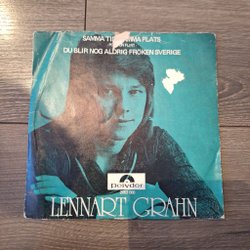 SAMMA TID SAMMA PLATS
DU BLIR NOG ALDRIG FRÖKEN SVERIGE
Polydor
LENNART GRAHN